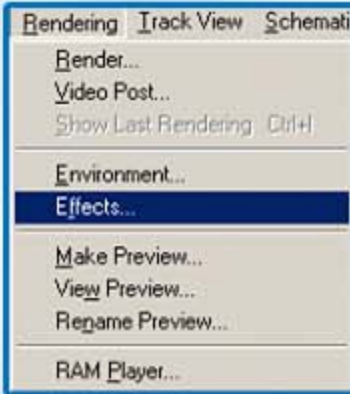 Rendering Track View Schemati
Render...
Video Post...
Show Last Rendering Ctrl+I
Environment...
Effects...
Make Preview...
View Preview...
Rename Preview...
RAM Player...